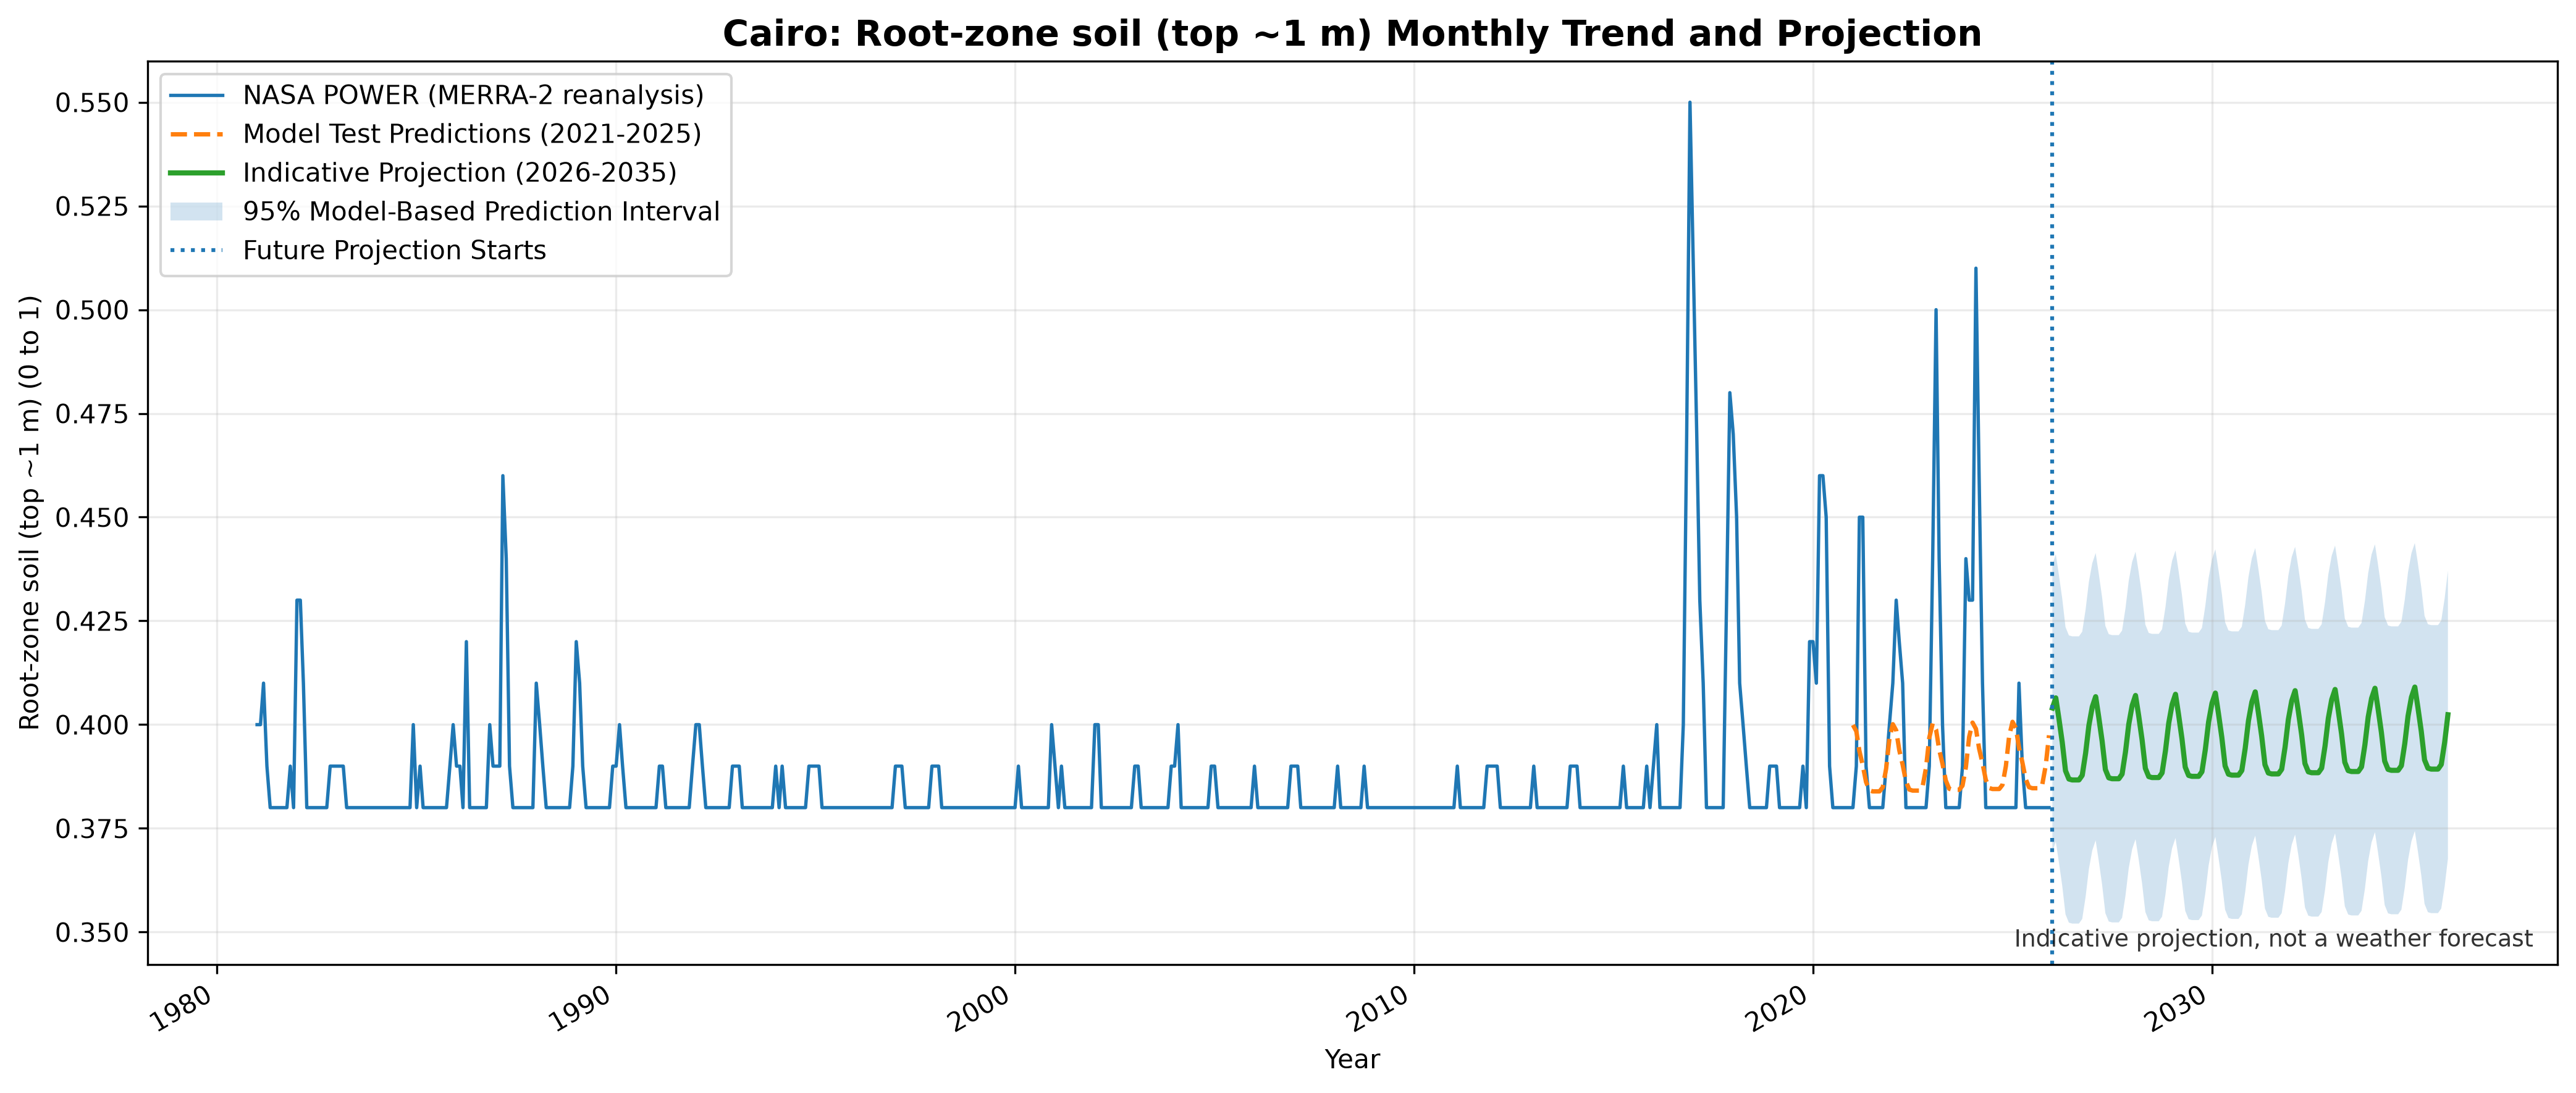 Cairo: Root-zone soil (top ~1 m) Monthly Trend and Projection
NASA POWER (MERRA-2 reanalysis)
Model Test Predictions (2021-2025)
Indicative Projection (2026-2035)
95% Model-Based Prediction Interval
Future Projection Starts
Root-zone soil (top ~1 m) (0 to 1)
0.550
0.525
0.500
0.475
0.450
0.425
0.400
0.375
0.350
Indicative projection, not a weather forecast
1980
1990
2000
2010
2020
2030
Year